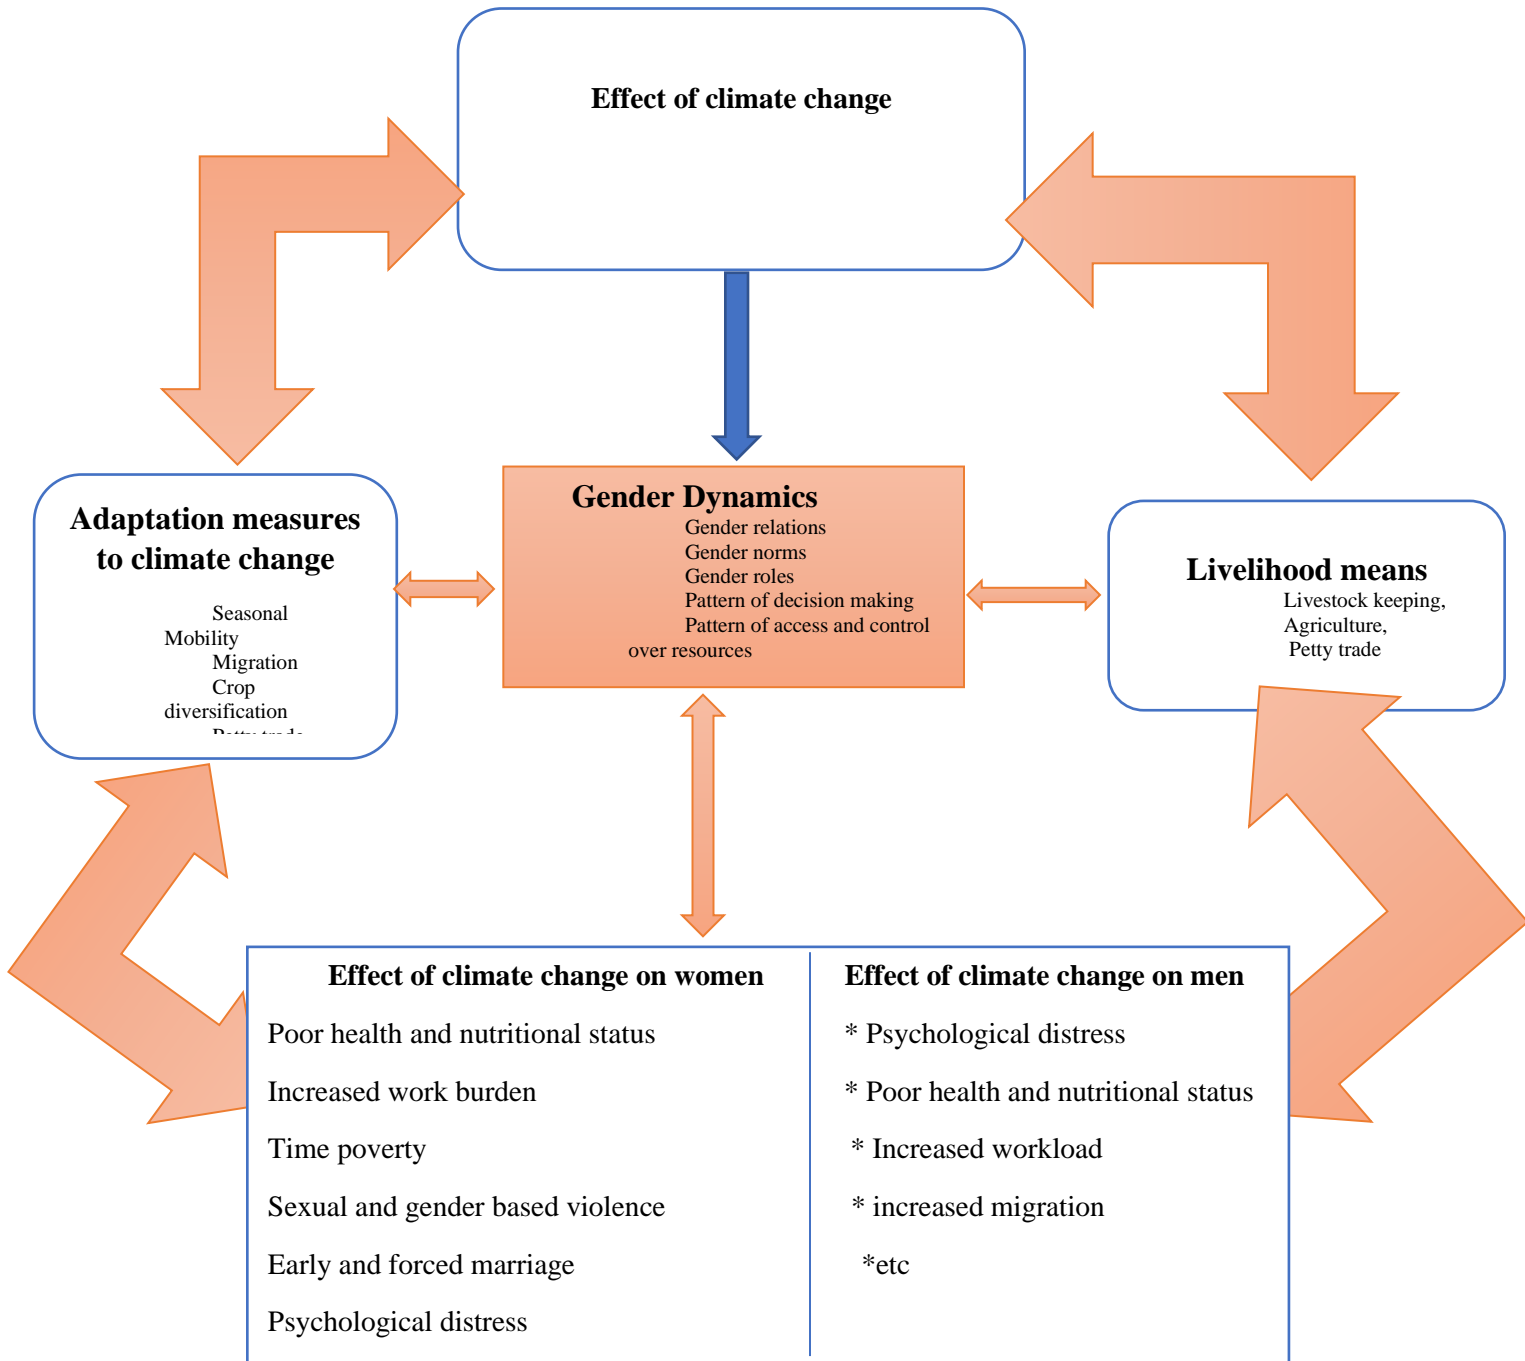 Effect of climate change
Adaptation measures
to climate change
Seasonal
Mobility
Migration
Crop
diversification
Petty trade
Gender Dynamics
Gender relations
Gender norms
Gender roles
Pattern of decision making
Pattern of access and control
over resources
Livelihood means
Livestock keeping,
Agriculture,
Petty trade
Effect of climate change on women
Poor health and nutritional status
Increased work burden
Time poverty
Sexual and gender based violence
Early and forced marriage
Psychological distress
Effect of climate change on men
* Psychological distress
* Poor health and nutritional status
* Increased workload
* increased migration
*etc